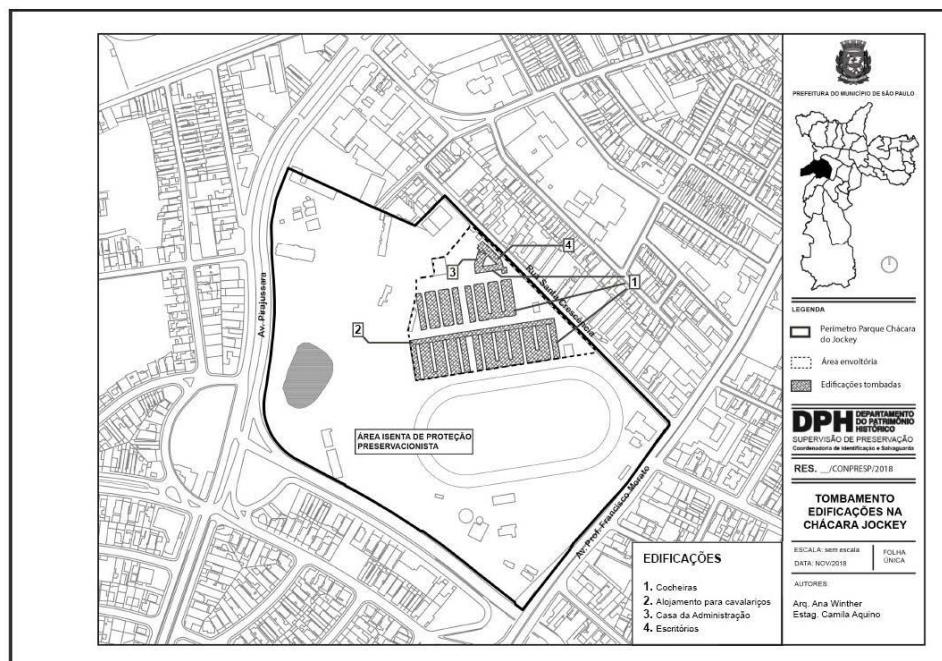 Av. Pirajussara
Rua Santa Crescência
Av. Prof. Francisco Morato
1
2
3
4
ÁREA ISENTA DE PROTEÇÃO
PRESERVACIONISTA
EDIFICAÇÕES
1. Cocheiras
2. Alojamento para cavalariços
3. Casa da Administração
4. Escritórios
PREFEITURA DO MUNICÍPIO DE SÃO PAULO
LEGENDA
Perímetro Parque Chácara
do Jockey
Área envoltória
Edificações tombadas
DPH DEPARTAMENTO
DO PATRIMÔNIO
HISTÓRICO
SUPERVISÃO DE PRESERVAÇÃO
Coordenadoria de Identificação e Salvaguarda
RES. __/CONPRESP/2018
TOMBAMENTO
EDIFICAÇÕES NA
CHÁCARA JOCKEY
ESCALA: sem escala
DATA: NOV/2018
FOLHA
ÚNICA
AUTORES:
Arq. Ana Winther
Estag. Camila Aquino